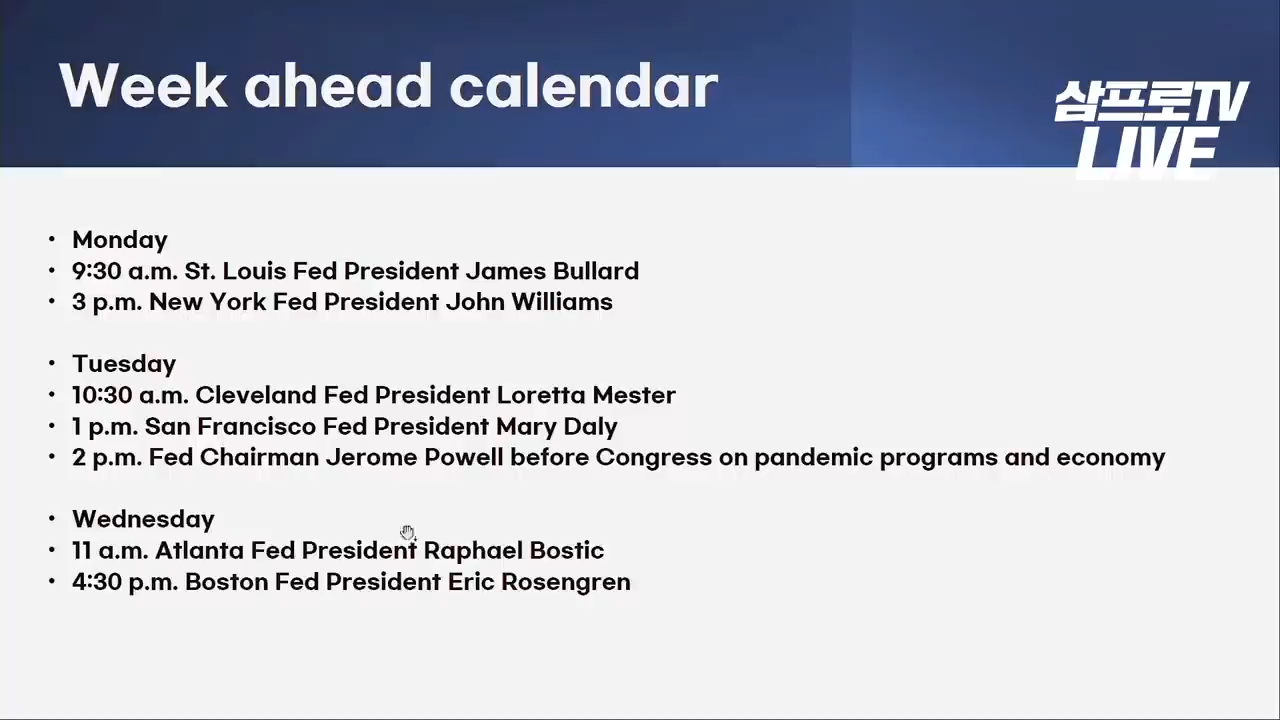 Week ahead calendar
삼프로TV
LIVE
• Monday
• 9:30 a.m. St. Louis Fed President James Bullard
• 3 p.m. New York Fed President John Williams
• Tuesday
• 10:30 a.m. Cleveland Fed President Loretta Mester
• 1 p.m. San Francisco Fed President Mary Daly
• 2 p.m. Fed Chairman Jerome Powell before Congress on pandemic programs and economy
• Wednesday
• 11 a.m. Atlanta Fed President Raphael Bostic
• 4:30 p.m. Boston Fed President Eric Rosengren